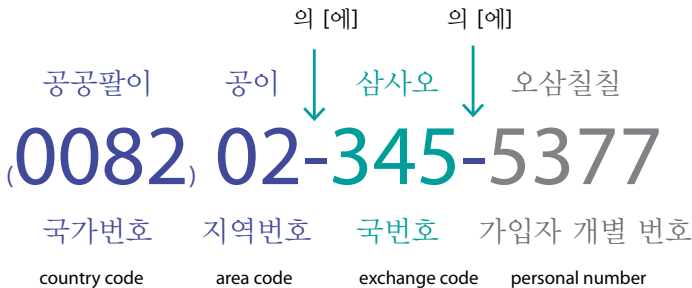 의 [에] 의 [에]
공공팔이 공이 삼사오 오삼칠칠
(0082) 02-345-5377
국가번호 지역번호 국번호 가입자 개별 번호
country code area code exchange code personal number